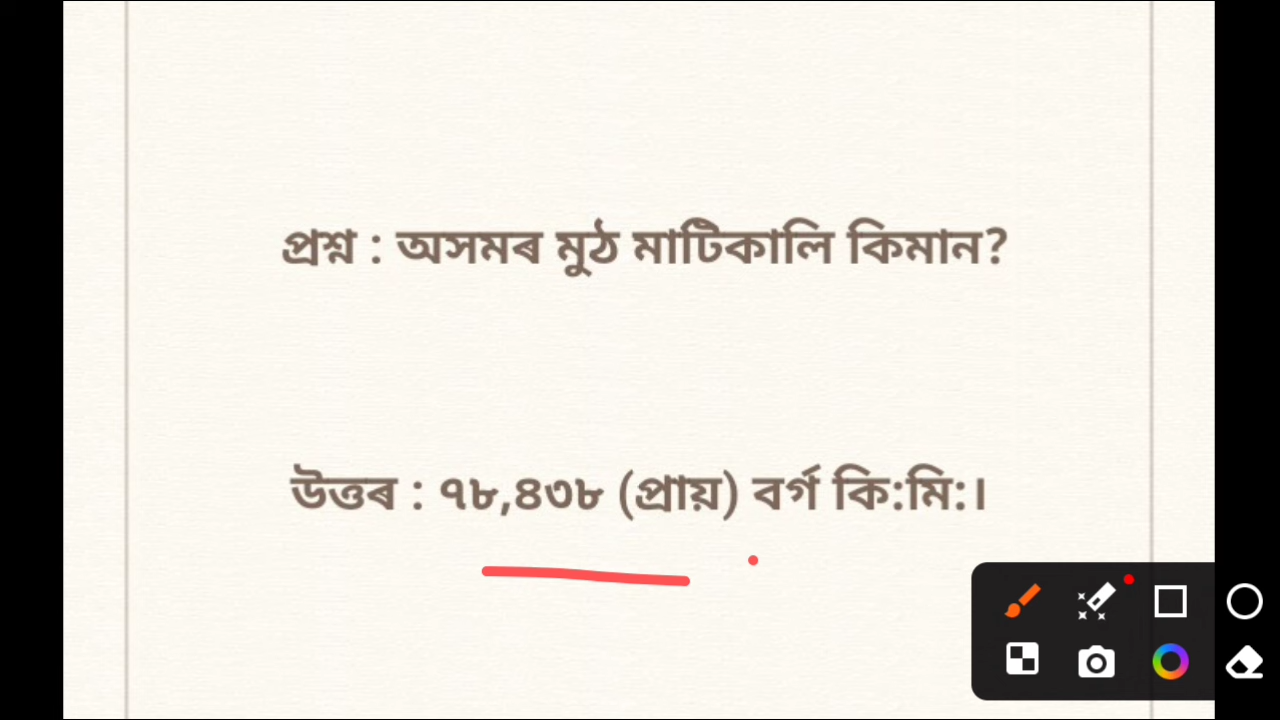 প্ৰশ্ন : অসমৰ মুঠ মাটিকালি কিমান?
উত্তৰ : ৭৮,৪৩৮ (প্ৰায়) বৰ্গ কি:মি:।